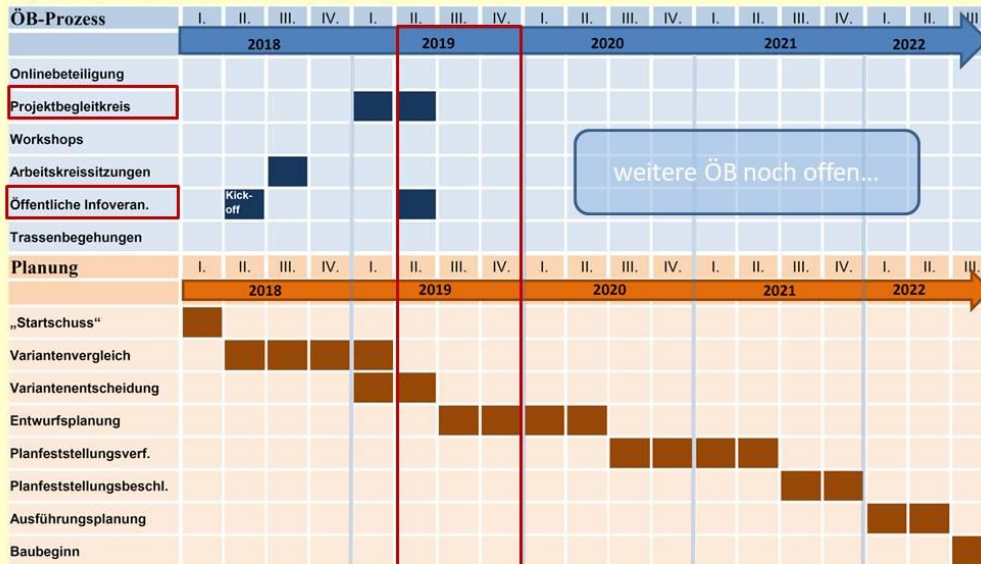 ÖB-Prozess I. II. III. IV. I. II. III. IV. I. II. III. IV. I. II. III. IV. I. II. III
2018 2019 2020 2021 2022
Onlinebeteiligung
Projektbegleitkreis
Workshops
Arbeitskreissitzungen
weitere ÖB noch offen...
Öffentliche Infoveran.
Kick-
off
Trassenbegehungen
Planung I. II. III. IV. I. II. III. IV. I. II. III. IV. I. II. III. IV. I. II. III.
2018 2019 2020 2021 2022
„Startschuss“
Variantenvergleich
Variantenentscheidung
Entwurfsplanung
Planfeststellungsverf.
Planfeststellungsbeschl.
Ausführungsplanung
Baubeginn